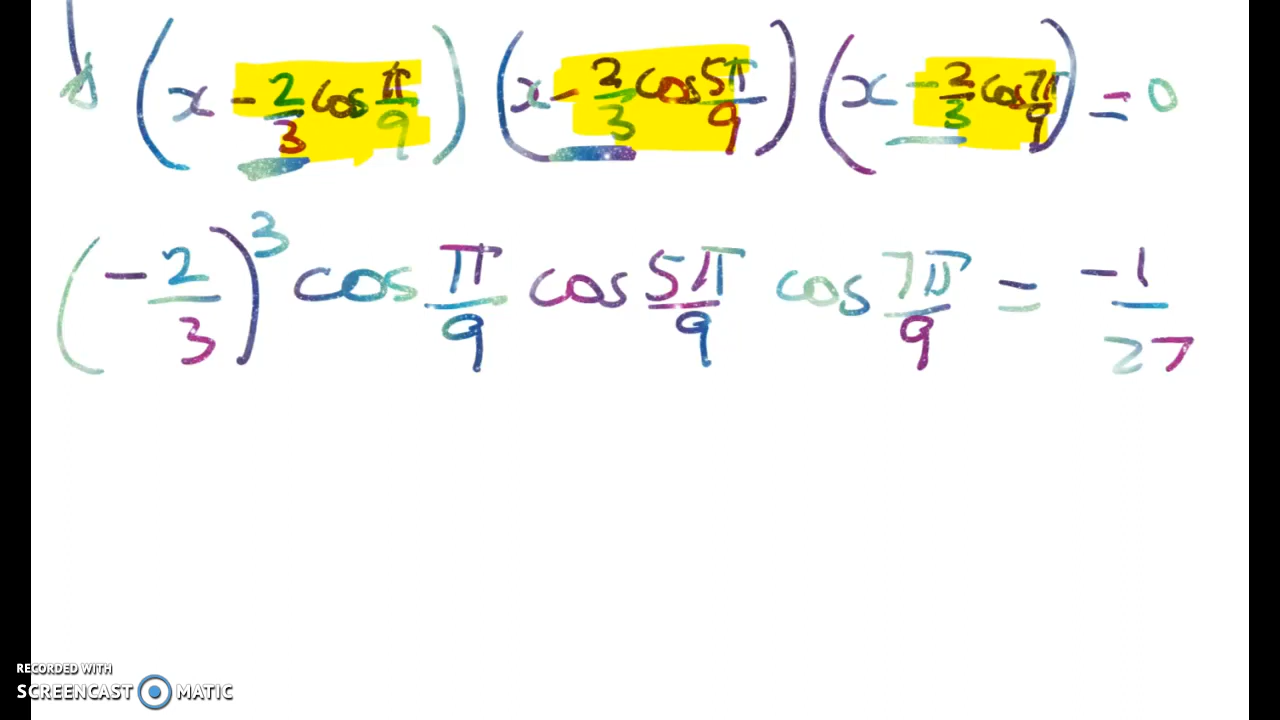 (x - 2/3 cos π/9) (x - 2/3 cos 5π/9) (x - 2/3 cos 7π/9) = 0
(-2/3)^3 cos π/9 cos 5π/9 cos 7π/9 = -1/27
RECORDED WITH
SCREENCAST MATIC